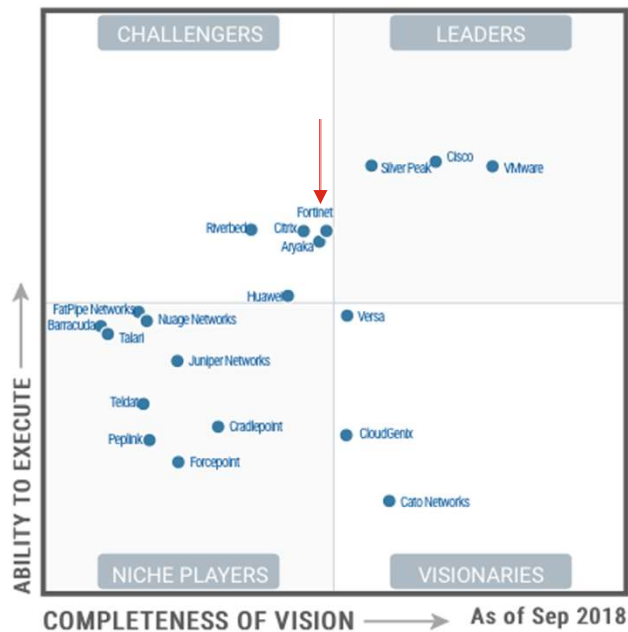 CHALLENGERS
LEADERS
Silver Peak
Cisco
VMware
Fortinet
Riverbed
Citrix
Aryaka
Huawei
FatPipe Networks
Barracuda
Nuage Networks
Talari
Versa
Juniper Networks
Teldat
Cradlepoint
Peplink
CloudGenix
Forcepoint
Cato Networks
NICHE PLAYERS
VISIONARIES
ABILITY TO EXECUTE
COMPLETENESS OF VISION
As of Sep 2018